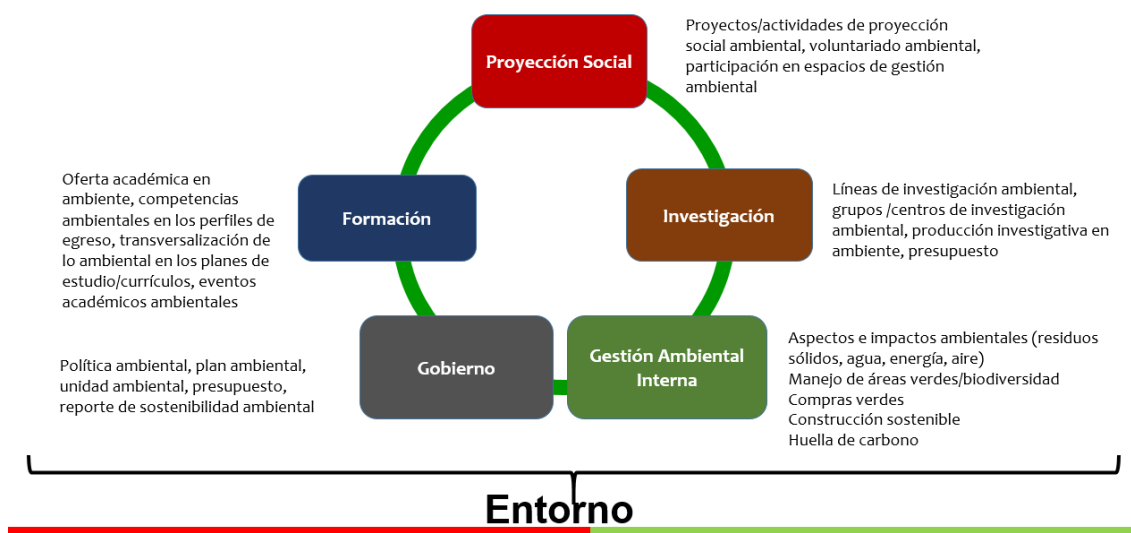 Proyección Social
Proyectos/actividades de proyección
social ambiental, voluntariado ambiental,
participación en espacios de gestión
ambiental
Oferta académica en
ambiente, competencias
ambientales en los perfiles de
egreso, transversalización de
lo ambiental en los planes de
estudio/currículos, eventos
académicos ambientales
Formación
Investigación
Líneas de investigación ambiental,
grupos /centros de investigación
ambiental, producción investigativa en
ambiente, presupuesto
Política ambiental, plan ambiental,
unidad ambiental, presupuesto,
reporte de sostenibilidad ambiental
Gobierno
Gestión Ambiental
Interna
Aspectos e impactos ambientales (residuos
sólidos, agua, energía, aire)
Manejo de áreas verdes/biodiversidad
Compras verdes
Construcción sostenible
Huella de carbono
Entorno